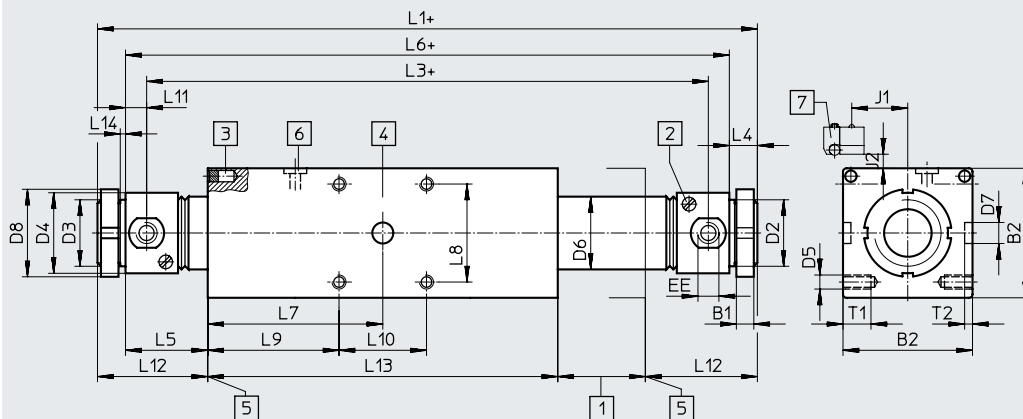 L1+
L6+
L3+
L11
L14
3
6
4
2
L4
7
J1
J2
D8
D4
D3
L8
D6
D2
D5
D7
B2
EE
B1
L7
L5
L9
L10
T1
T2
B2
L12
L13
1
L12
5
5